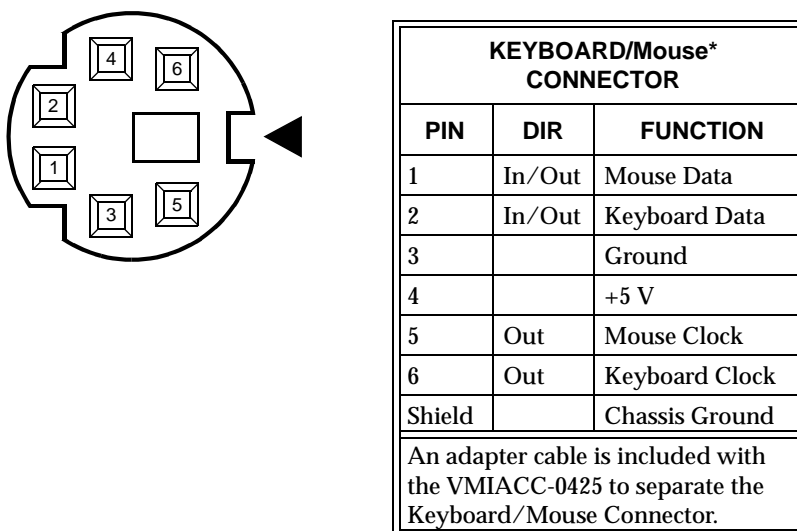 4
6
2
1
3
5
KEYBOARD/Mouse*
CONNECTOR
PIN DIR FUNCTION
1 In/Out Mouse Data
2 In/Out Keyboard Data
3 Ground
4 +5 V
5 Out Mouse Clock
6 Out Keyboard Clock
Shield Chassis Ground
An adapter cable is included with
the VMIACC-0425 to separate the
Keyboard/Mouse Connector.